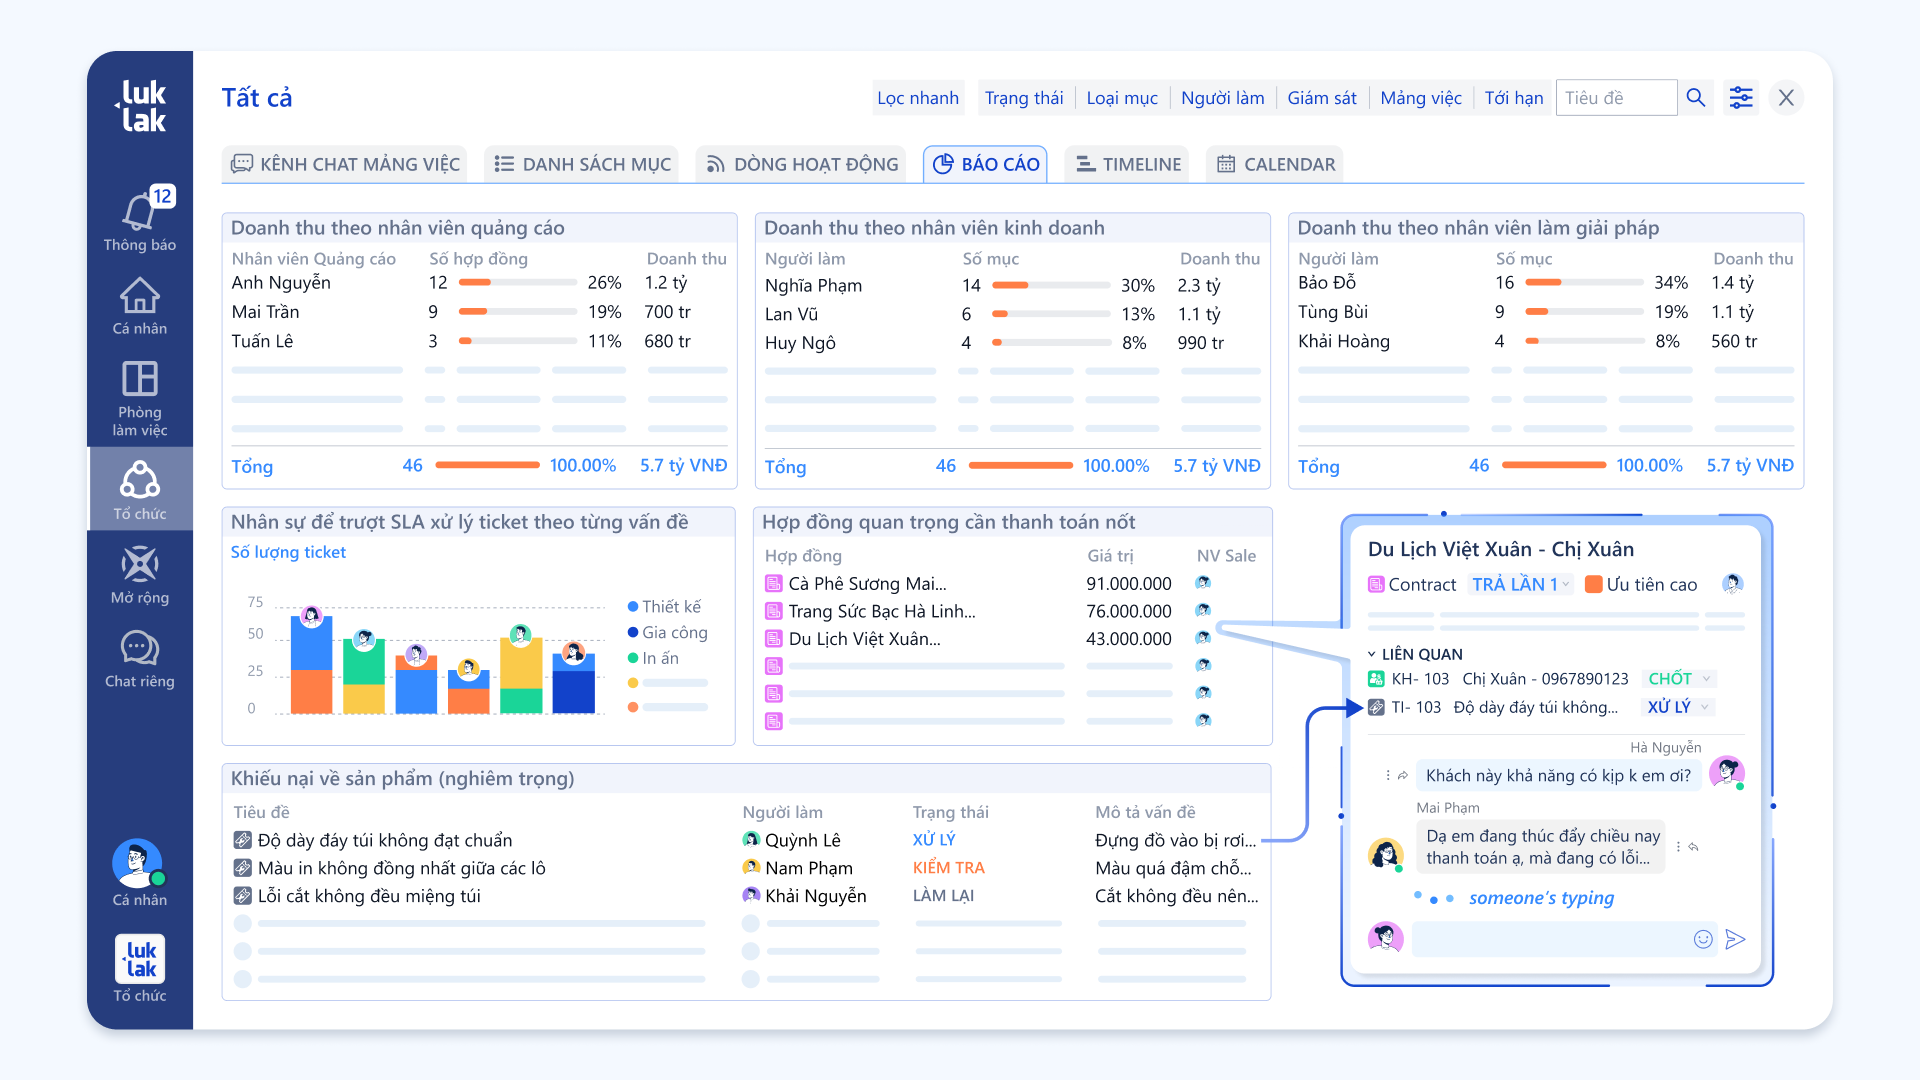 luk
lak
12
Thông báo
Cá nhân
Phòng
làm việc
Tổ chức
Mở rộng
Chat riêng
Cá nhân
luk
lak
Tổ chức
Tất cả
Lọc nhanh
Trạng thái
Loại mục
Người làm
Giám sát
Mảng việc
Tới hạn
Tiêu đề
X
KÊNH CHAT MẢNG VIỆC
DANH SÁCH MỤC
DÒNG HOẠT ĐỘNG
BÁO CÁO
TIMELINE
CALENDAR
Doanh thu theo nhân viên quảng cáo
Nhân viên Quảng cáo Số hợp đồng Doanh thu
Anh Nguyễn 12 26% 1.2 tỷ
Mai Trần 9 19% 700 tr
Tuấn Lê 3 11% 680 tr
Tổng 46 100.00% 5.7 tỷ VNĐ
Doanh thu theo nhân viên kinh doanh
Người làm Số mục Doanh thu
Nghĩa Phạm 14 30% 2.3 tỷ
Lan Vũ 6 13% 1.1 tỷ
Huy Ngô 4 8% 990 tr
Tổng 46 100.00% 5.7 tỷ VNĐ
Doanh thu theo nhân viên làm giải pháp
Người làm Số mục Doanh thu
Bảo Đỗ 16 34% 1.4 tỷ
Tùng Bùi 9 19% 1.1 tỷ
Khải Hoàng 4 8% 560 tr
Tổng 46 100.00% 5.7 tỷ VNĐ
Nhân sự để trượt SLA xử lý ticket theo từng vấn đề
Số lượng ticket
75
50
25
0
Thiết kế
Gia công
In ấn
Hợp đồng quan trọng cần thanh toán nốt
Hợp đồng Giá trị NV Sale
Cà Phê Sương Mai... 91.000.000
Trang Sức Bạc Hà Linh... 76.000.000
Du Lịch Việt Xuân... 43.000.000
Khiếu nại về sản phẩm (nghiêm trọng)
Tiêu đề Người làm Trạng thái Mô tả vấn đề
Độ dày đáy túi không đạt chuẩn Quỳnh Lê XỬ LÝ Đựng đồ vào bị rơi...
Màu in không đồng nhất giữa các lô Nam Phạm KIỂM TRA Màu quá đậm chỗ...
Lỗi cắt không đều miệng túi Khải Nguyễn LÀM LẠI Cắt không đều nên...
Du Lịch Việt Xuân - Chị Xuân
Contract TRẢ LẦN 1 Ưu tiên cao
LIÊN QUAN
KH- 103 Chị Xuân - 0967890123 CHỐT
TI- 103 Độ dày đáy túi không... XỬ LÝ
Hà Nguyễn
Khách này khả năng có kịp k em ơi?
Mai Phạm
Dạ em đang thúc đẩy chiều nay
thanh toán ạ, mà đang có lỗi...
someone's typing